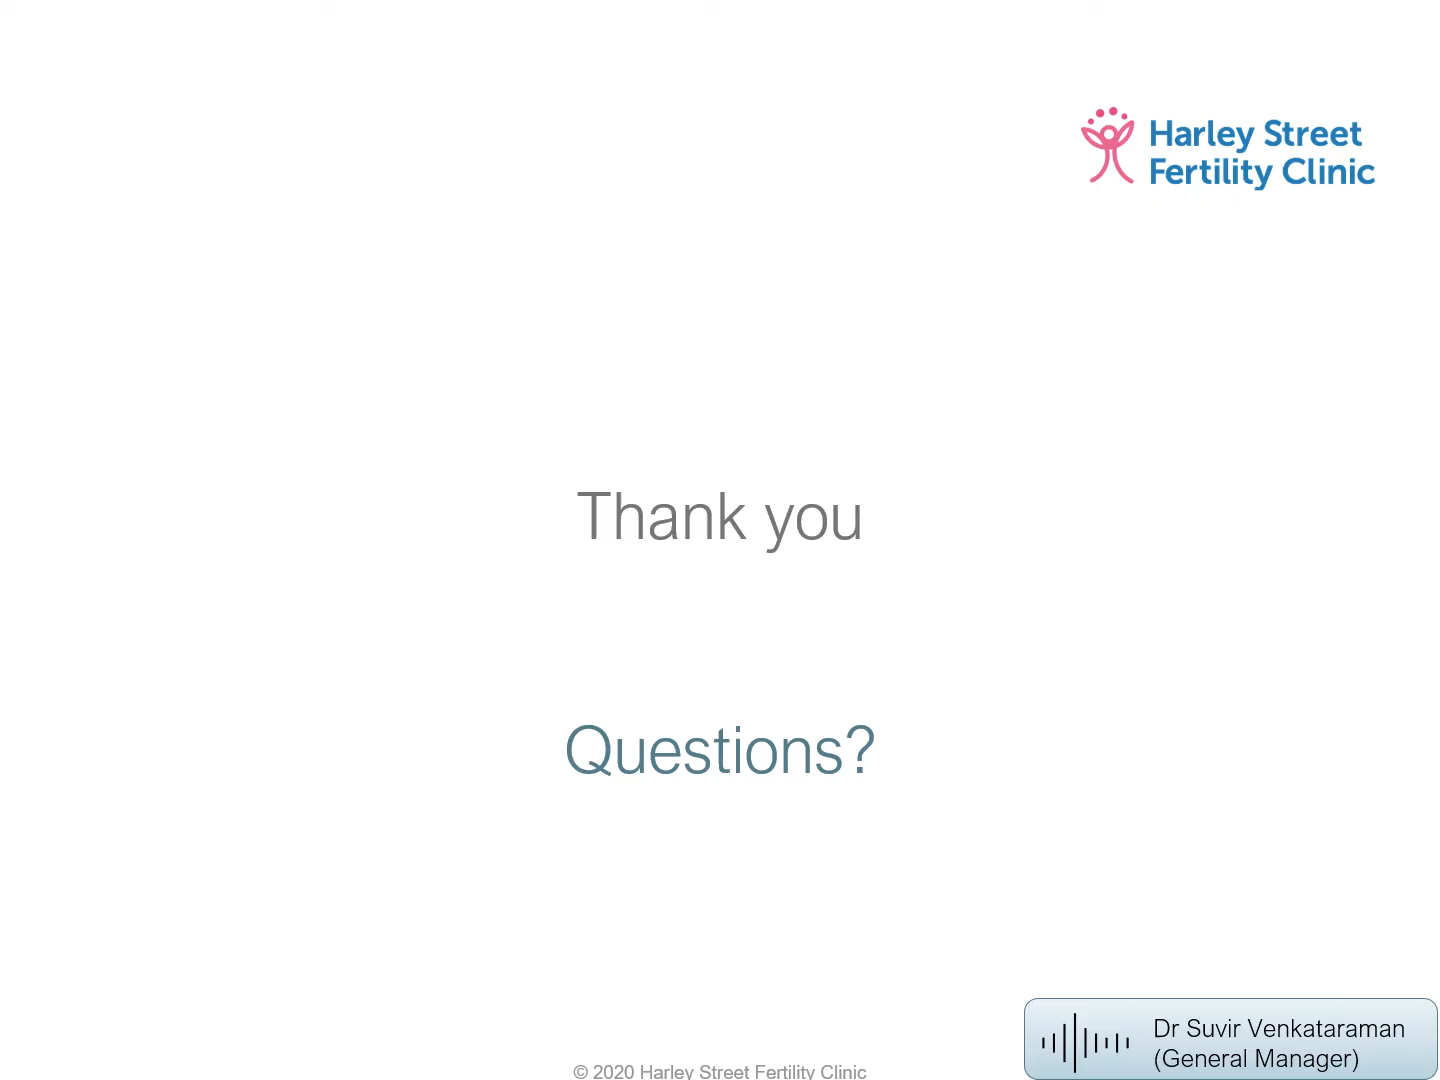 Harley Street
Fertility Clinic
Thank you
Questions?
Dr Suvir Venkataraman
(General Manager)
© 2020 Harley Street Fertility Clinic